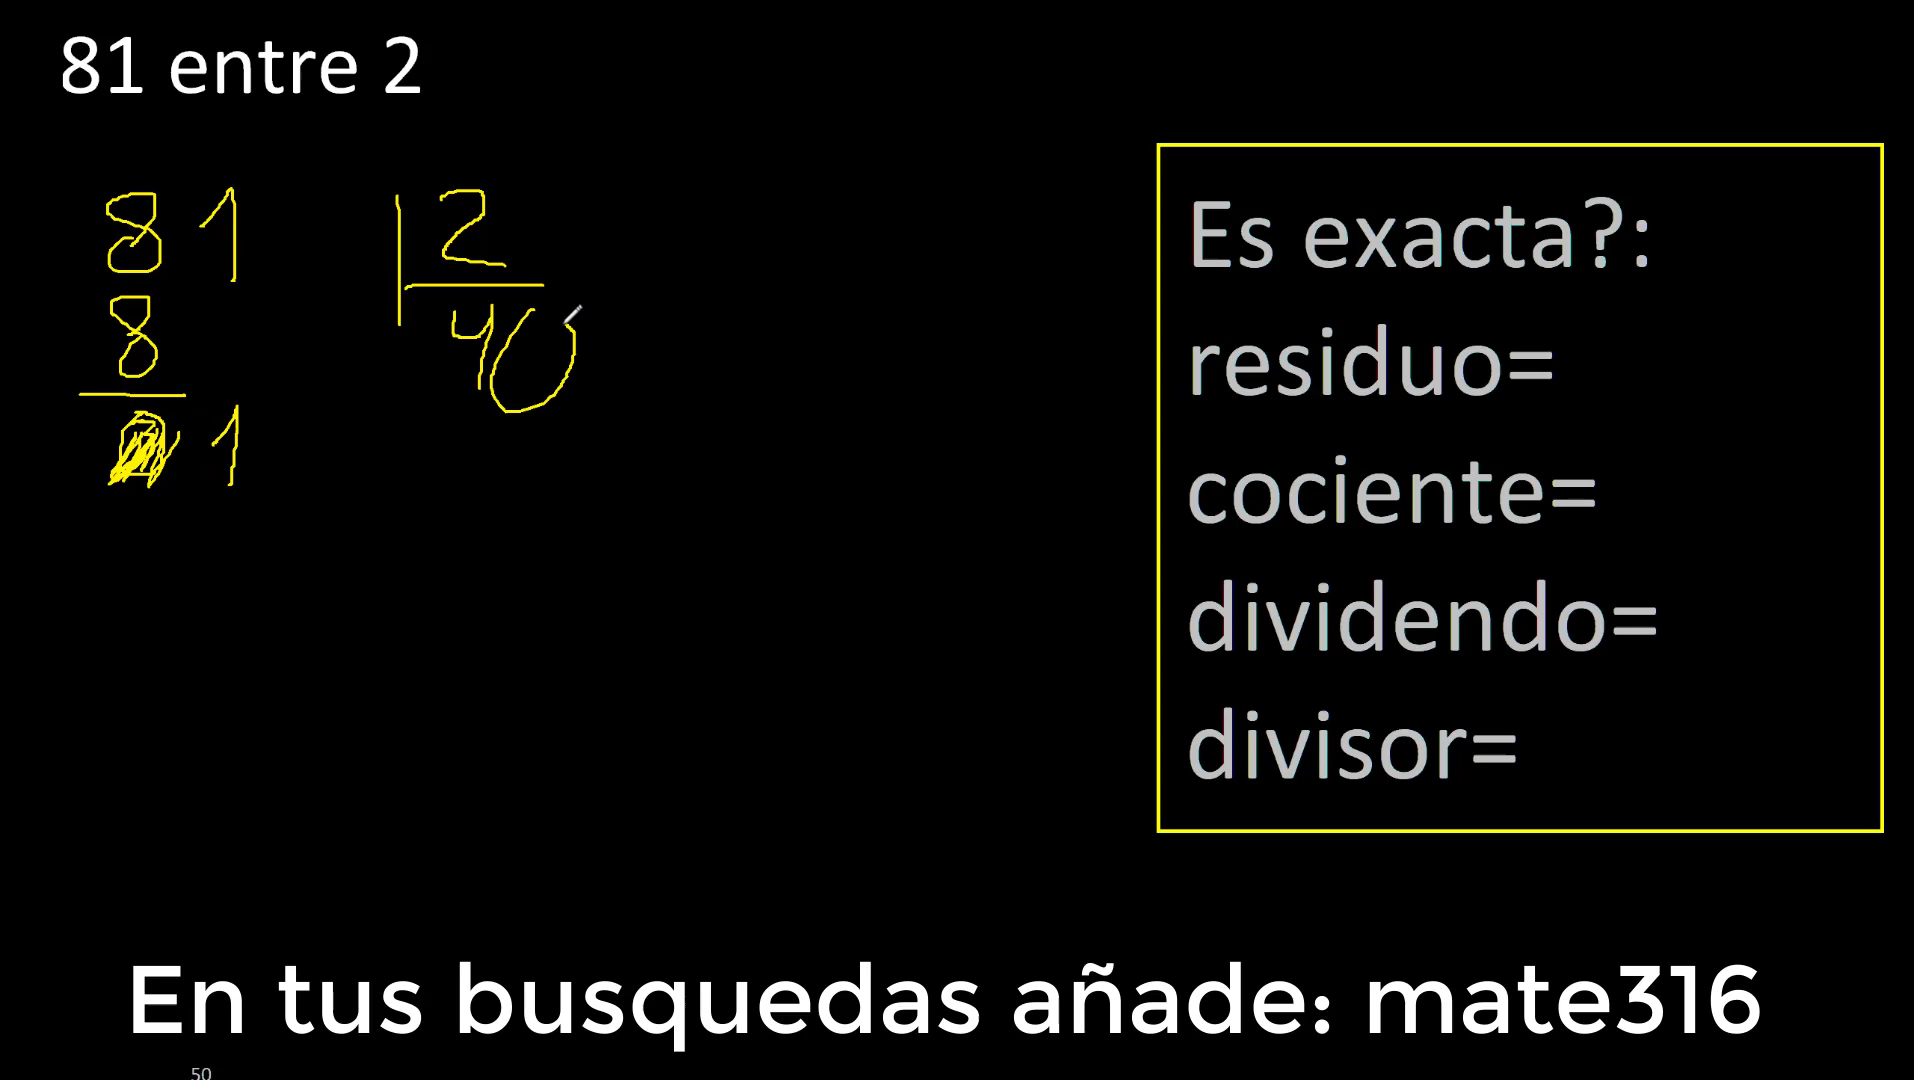 81 entre 2
81 2
8 40
1
Es exacta?:
residuo=
cociente=
dividendo=
divisor=
En tus busquedas añade: mate316
50